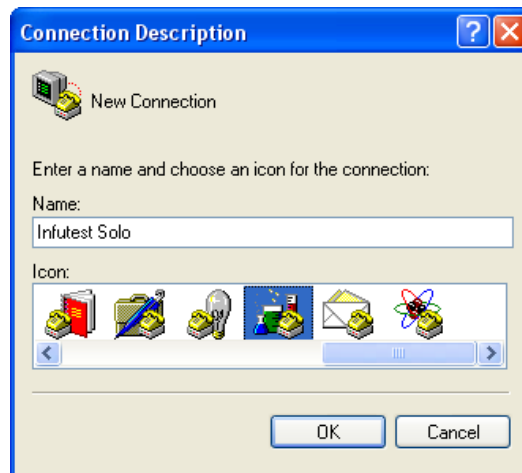 Connection Description
New Connection
Enter a name and choose an icon for the connection:
Name:
Infutest Solo
Icon:
OK
Cancel